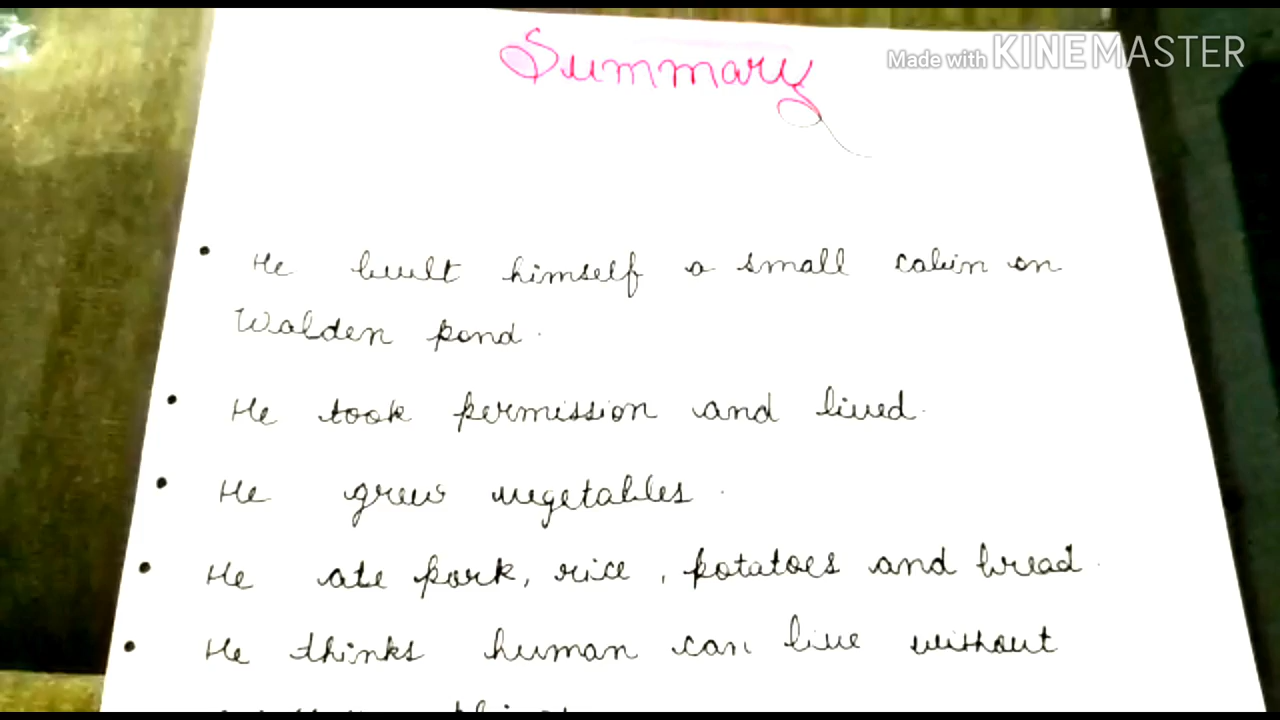 Summary
Made with KINEMASTER
• He built himself a small cabin on
Walden pond.
• He took permission and lived.
• He grew vegetables.
• He ate pork, rice, potatoes and bread.
• He thinks human can live without